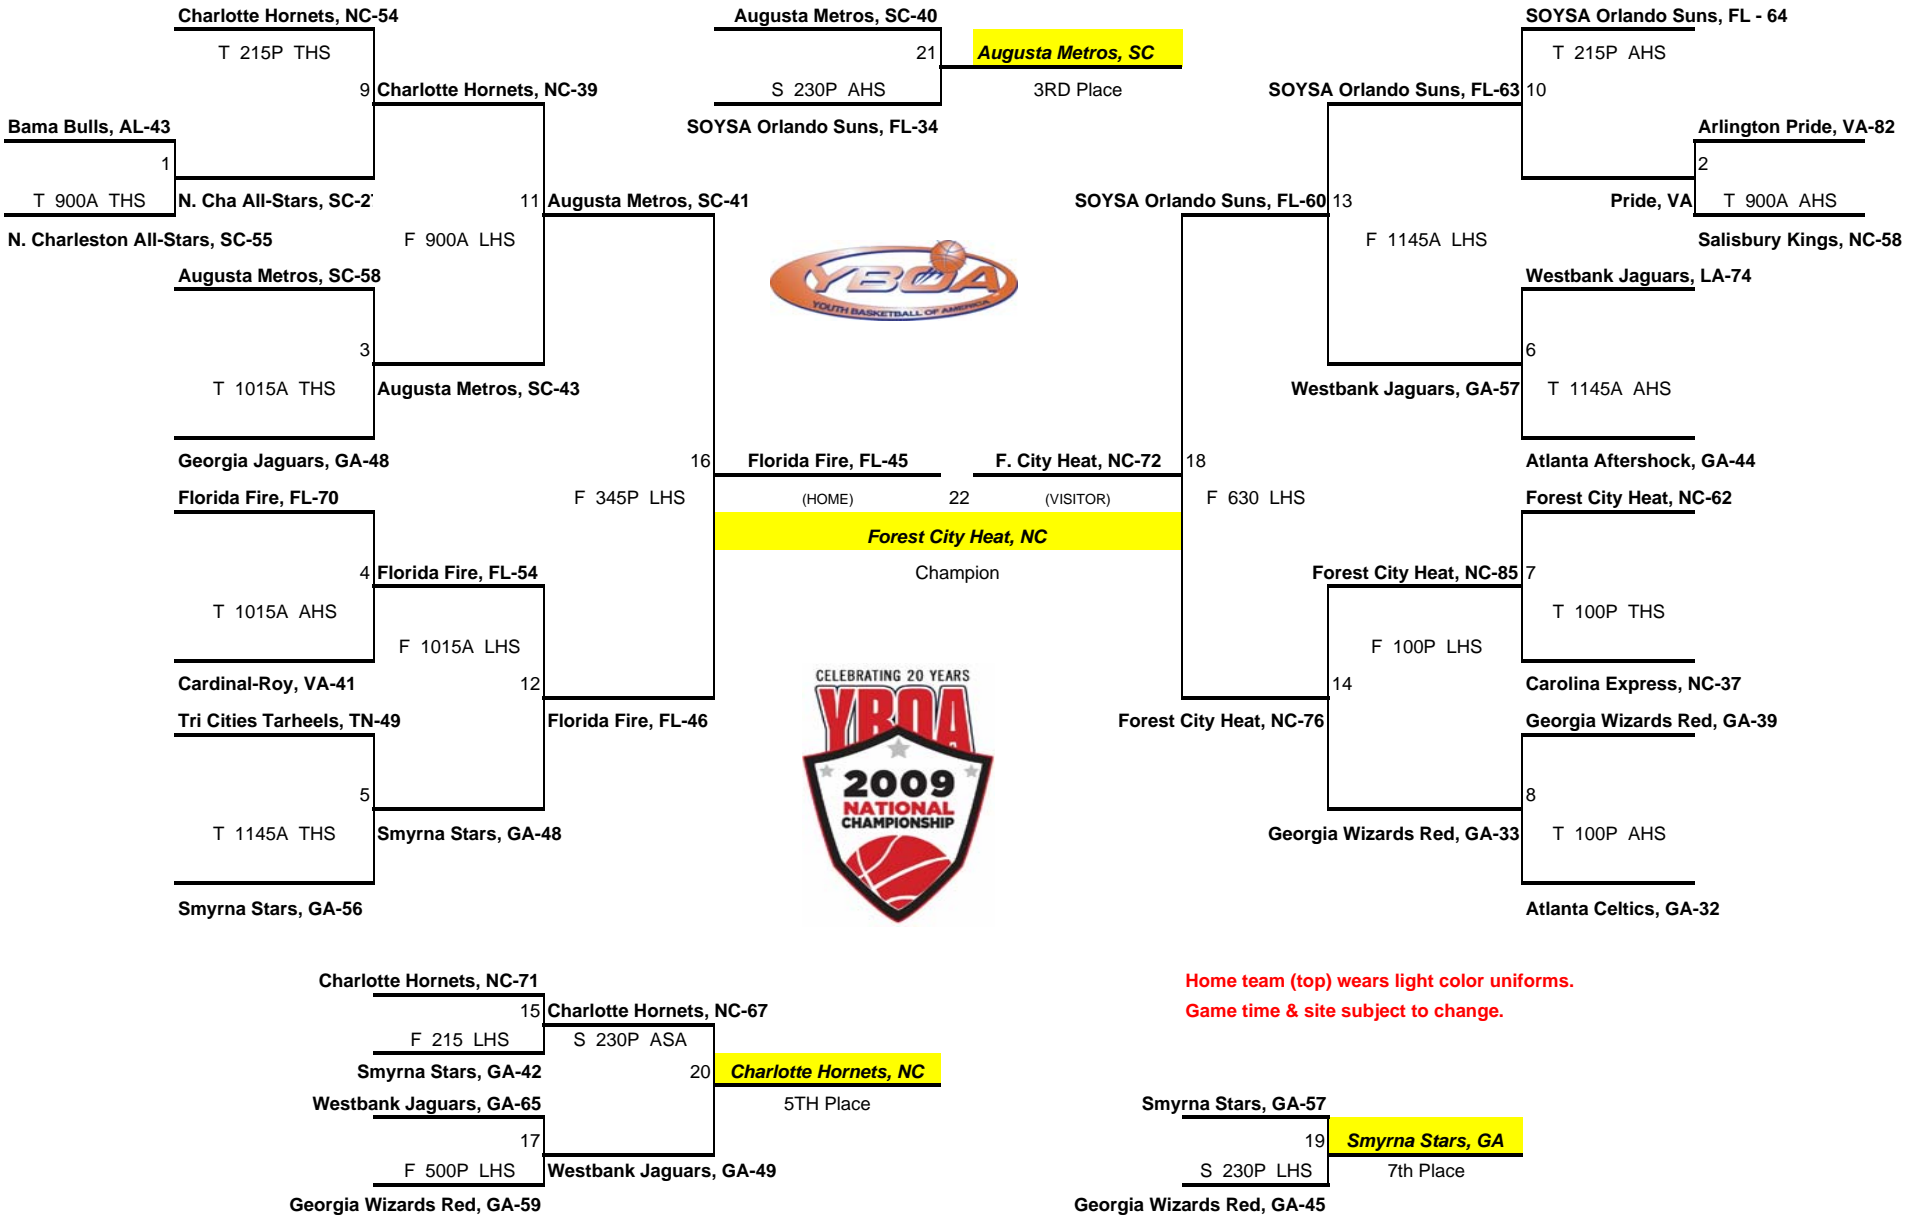 Charlotte Hornets, NC-54
Augusta Metros, SC-40
SOYSA Orlando Suns, FL - 64
T 215P THS
21
Augusta Metros, SC
T 215P AHS
9
Charlotte Hornets, NC-39
S 230P AHS
3RD Place
SOYSA Orlando Suns, FL-63
10
Bama Bulls, AL-43
SOYSA Orlando Suns, FL-34
Arlington Pride, VA-82
1
2
T 900A THS
N. Cha All-Stars, SC-2
11
Augusta Metros, SC-41
SOYSA Orlando Suns, FL-60
13
Pride, VA
T 900A AHS
N. Charleston All-Stars, SC-55
F 900A LHS
F 1145A LHS
Salisbury Kings, NC-58
YBOA
YOUTH BASKETBALL OF AMERICA
Augusta Metros, SC-58
Westbank Jaguars, LA-74
3
6
T 1015A THS
Augusta Metros, SC-43
Westbank Jaguars, GA-57
T 1145A AHS
Georgia Jaguars, GA-48
16
Florida Fire, FL-45
F. City Heat, NC-72
18
Atlanta Aftershock, GA-44
Florida Fire, FL-70
F 345P LHS
(HOME)
22
(VISITOR)
F 630 LHS
Forest City Heat, NC-62
Forest City Heat, NC
4
Florida Fire, FL-54
Champion
Forest City Heat, NC-85
7
T 1015A AHS
T 100P THS
F 1015A LHS
F 100P LHS
Cardinal-Roy, VA-41
12
14
Carolina Express, NC-37
Tri Cities Tarheels, TN-49
Florida Fire, FL-46
Forest City Heat, NC-76
Georgia Wizards Red, GA-39
CELEBRATING 20 YEARS
YBOA
2009
NATIONAL
CHAMPIONSHIP
5
8
T 1145A THS
Smyrna Stars, GA-48
Georgia Wizards Red, GA-33
T 100P AHS
Smyrna Stars, GA-56
Atlanta Celtics, GA-32
Charlotte Hornets, NC-71
Home team (top) wears light color uniforms.
15
Charlotte Hornets, NC-67
Game time & site subject to change.
F 215 LHS
S 230P ASA
Smyrna Stars, GA-42
20
Charlotte Hornets, NC
Westbank Jaguars, GA-65
5TH Place
Smyrna Stars, GA-57
17
19
Smyrna Stars, GA
F 500P LHS
Westbank Jaguars, GA-49
S 230P LHS
7th Place
Georgia Wizards Red, GA-59
Georgia Wizards Red, GA-45